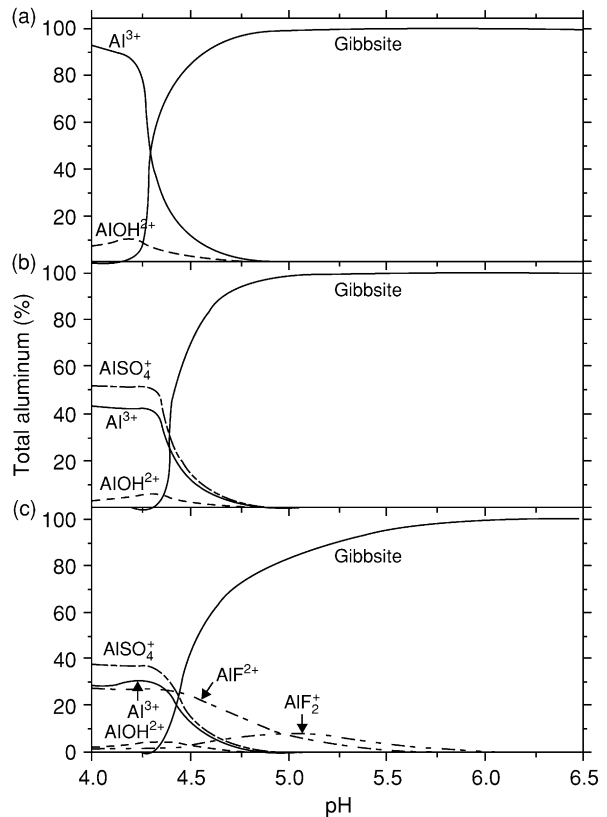 (a)
100
Al³⁺
Gibbsite
80
60
40
20
AlOH²⁺
(b)
100
Gibbsite
80
AlSO₄⁺
60
40
Al³⁺
20
AlOH²⁺
Total aluminum (%)
(c)
100
Gibbsite
80
60
AlSO₄⁺
40
AlF²⁺
20
Al³⁺
AlF₂⁺
AlOH²⁺
0
4.0 4.5 5.0 5.5 6.0 6.5
pH